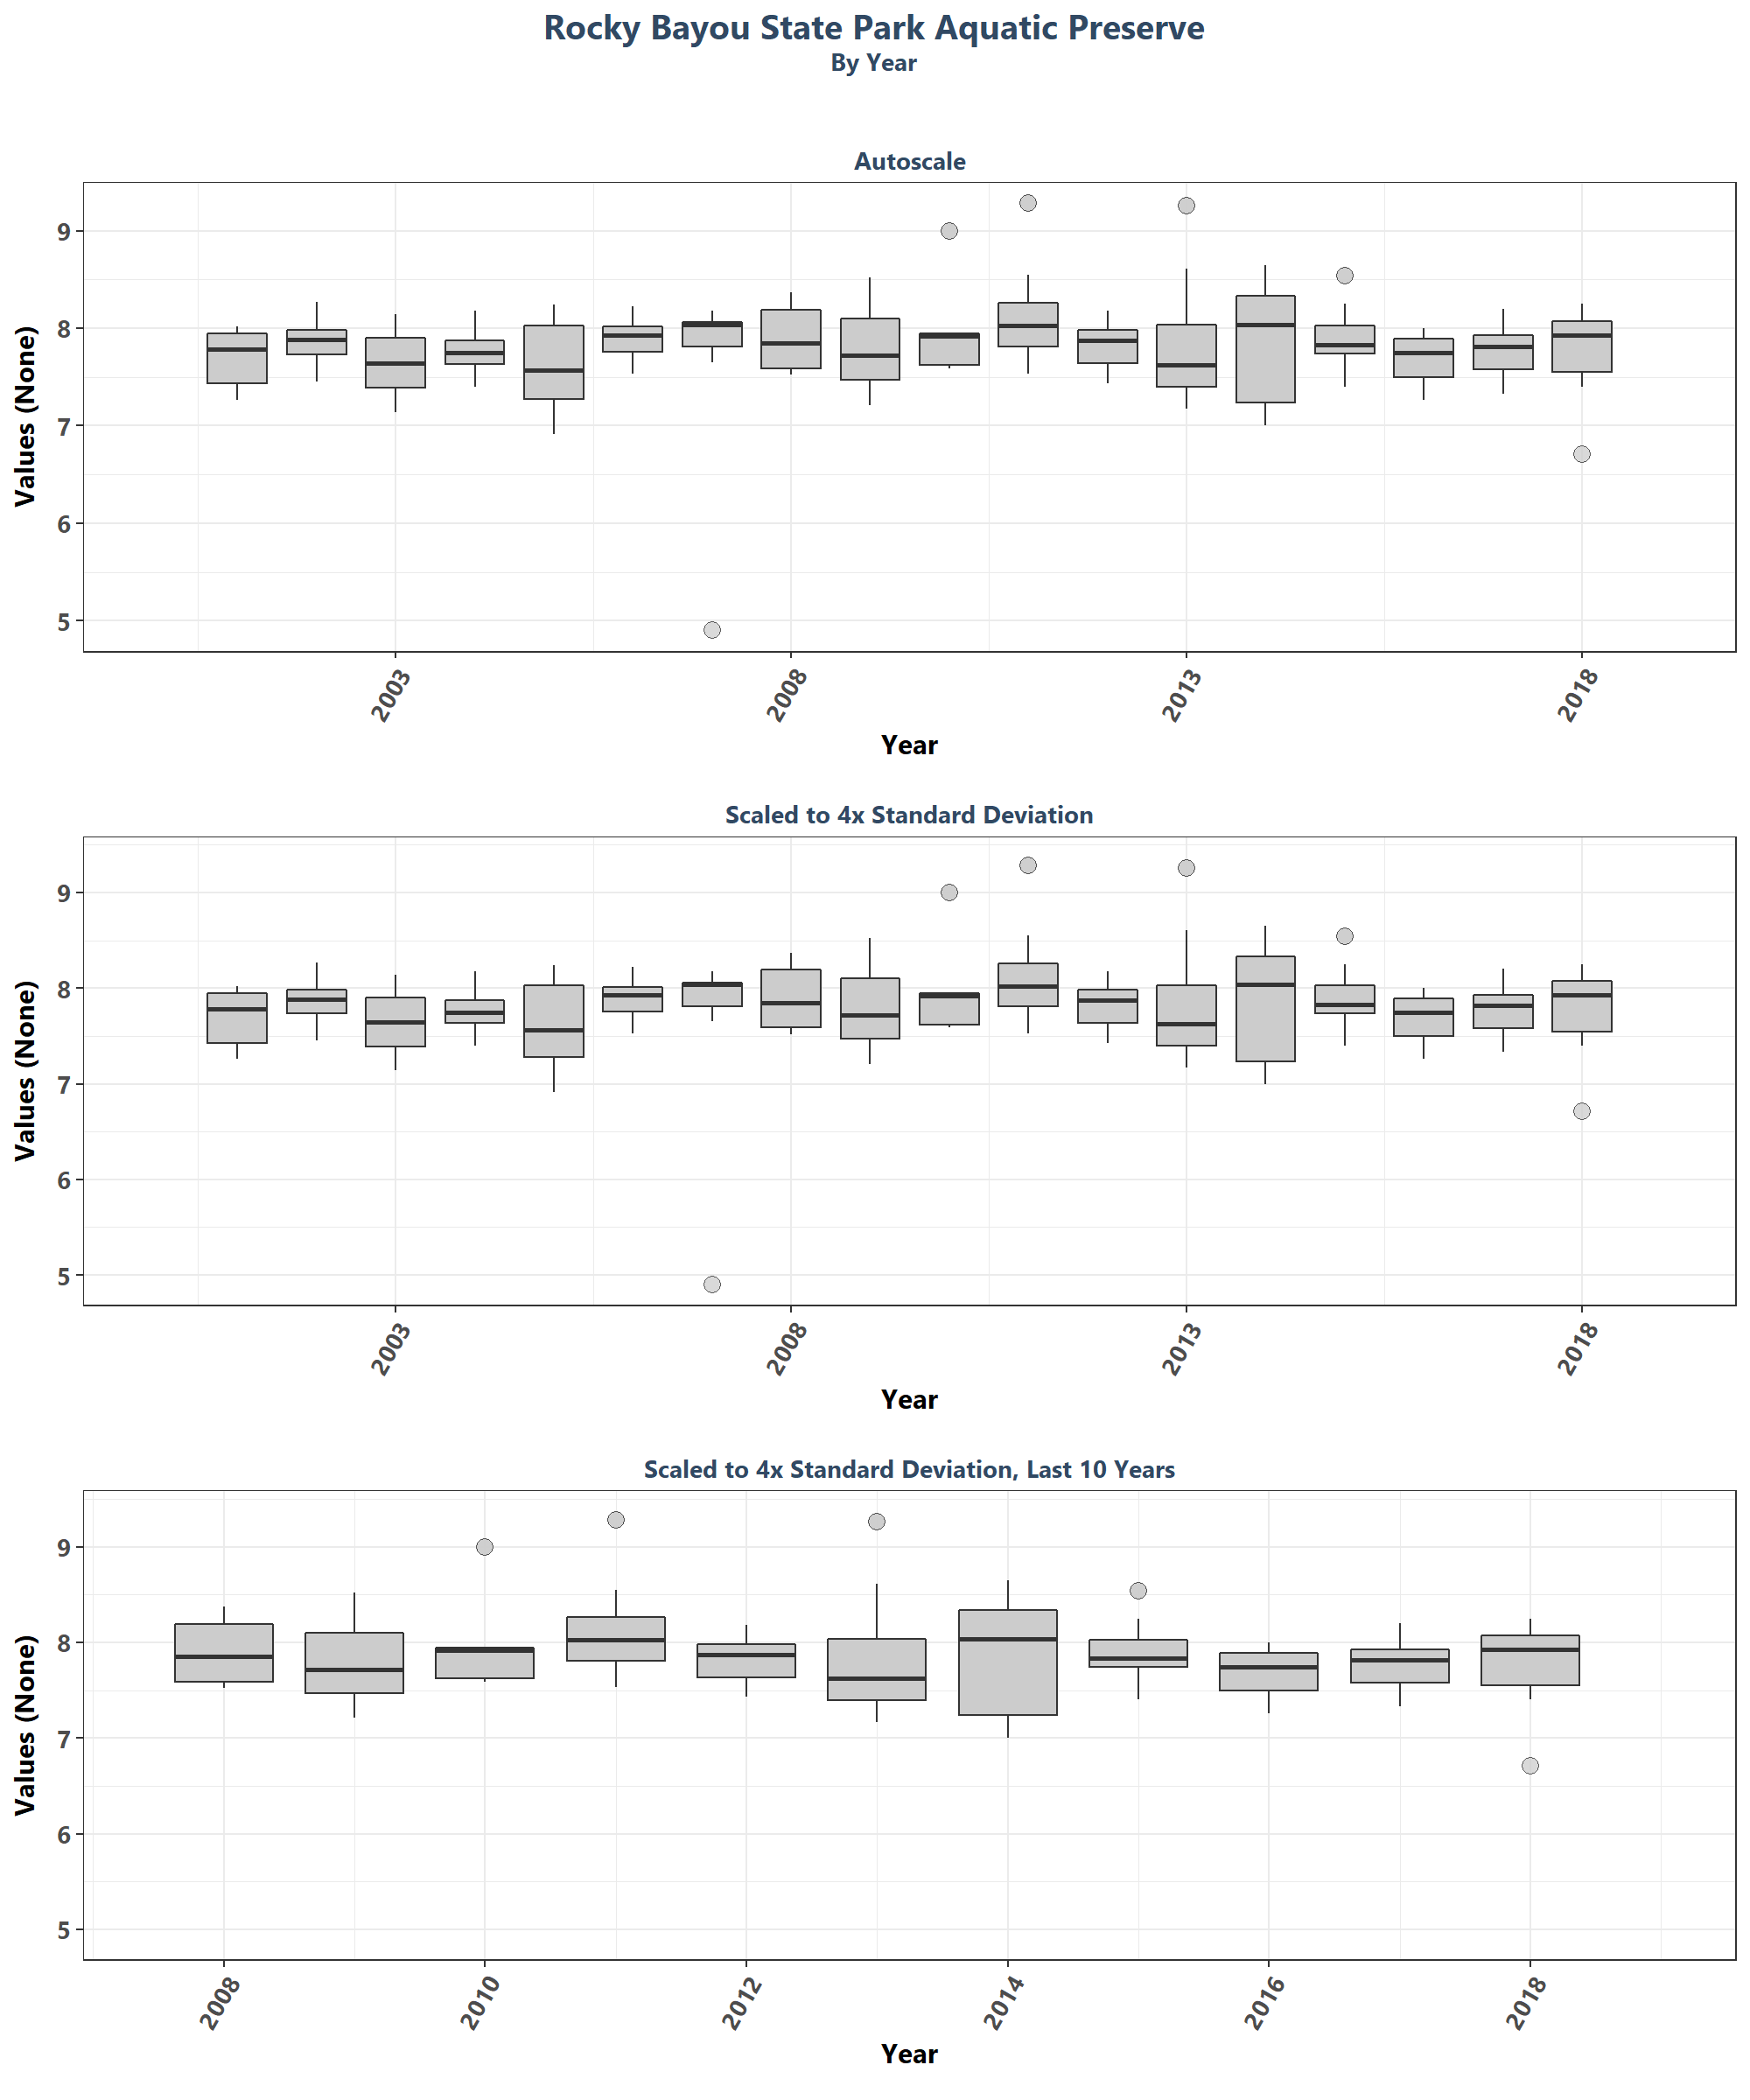 Rocky Bayou State Park Aquatic Preserve
By Year
Autoscale
Values (None)
9
8
7
6
5
2003 2008 2013 2018
Year
Scaled to 4x Standard Deviation
Values (None)
9
8
7
6
5
2003 2008 2013 2018
Year
Scaled to 4x Standard Deviation, Last 10 Years
Values (None)
9
8
7
6
5
2008 2010 2012 2014 2016 2018
Year